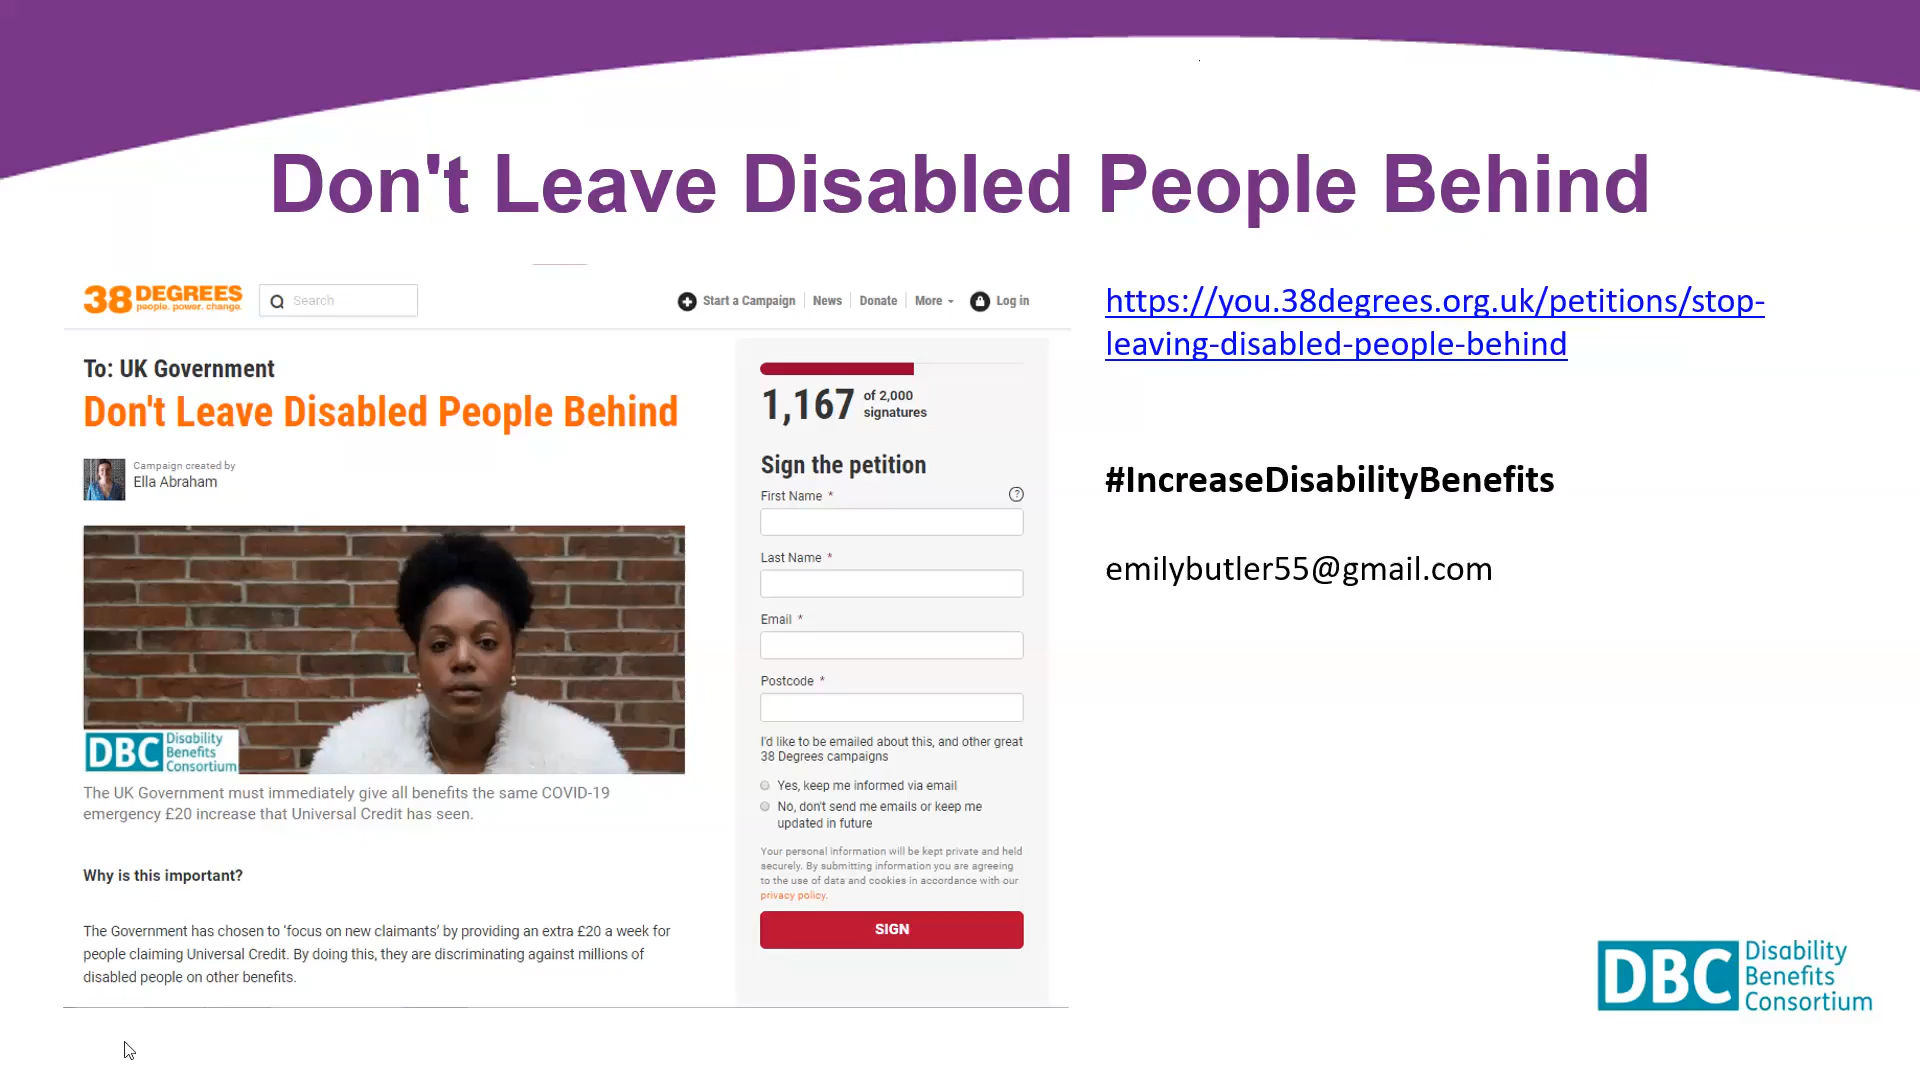 Don't Leave Disabled People Behind
38 DEGREES
people. power. change.
Search
Start a Campaign
News
Donate
More
Log in
To: UK Government
Don't Leave Disabled People Behind
Campaign created by
Ella Abraham
DBC Disability
Benefits
Consortium
The UK Government must immediately give all benefits the same COVID-19
emergency £20 increase that Universal Credit has seen.
Why is this important?
The Government has chosen to ‘focus on new claimants’ by providing an extra £20 a week for
people claiming Universal Credit. By doing this, they are discriminating against millions of
disabled people on other benefits.
1,167 of 2,000
signatures
Sign the petition
First Name *
?
Last Name *
Email *
Postcode *
I'd like to be emailed about this, and other great
38 Degrees campaigns
Yes, keep me informed via email
No, don't send me emails or keep me
updated in future
Your personal information will be kept private and held
securely. By submitting information you are agreeing
to the use of data and cookies in accordance with our
privacy policy.
SIGN
https://you.38degrees.org.uk/petitions/stop-
leaving-disabled-people-behind
#IncreaseDisabilityBenefits
emilybutler55@gmail.com
DBC Disability
Benefits
Consortium